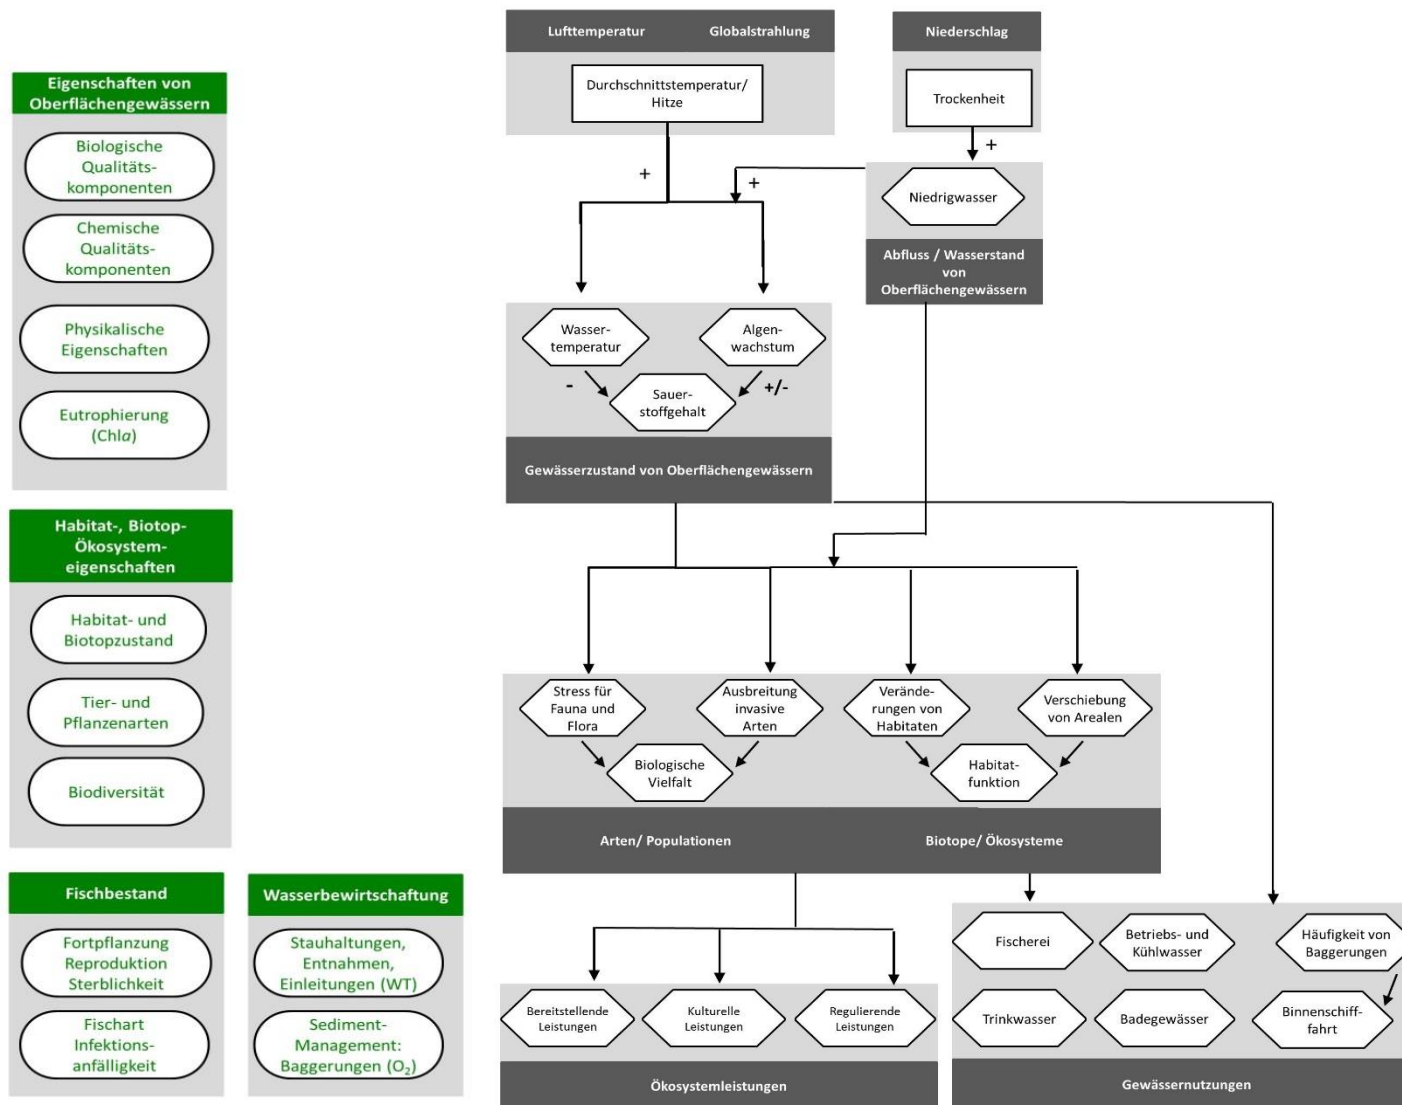 Eigenschaften von
Oberflächengewässern
Biologische
Qualitäts-
komponenten
Chemische
Qualitäts-
komponenten
Physikalische
Eigenschaften
Eutrophierung
(Chla)
Habitat-, Biotop-
Ökosystem-
eigenschaften
Habitat- und
Biotopzustand
Tier- und
Pflanzenarten
Biodiversität
Fischbestand
Fortpflanzung
Reproduktion
Sterblichkeit
Fischart
Infektions-
anfälligkeit
Wasserbewirtschaftung
Stauhaltungen,
Entnahmen,
Einleitungen (WT)
Sediment-
Management:
Baggerungen (O₂)
Lufttemperatur
Globalstrahlung
Durchschnittstemperatur/
Hitze
Niederschlag
Trockenheit
+
+
+
Niedrigwasser
Abfluss / Wasserstand
von
Oberflächengewässern
Wasser-
temperatur
Algen-
wachstum
-
+/-
Sauer-
stoffgehalt
Gewässerzustand von Oberflächengewässern
Stress für
Fauna und
Flora
Ausbreitung
invasive
Arten
Verände-
rungen von
Habitaten
Verschiebung
von Arealen
Biologische
Vielfalt
Habitat-
funktion
Arten/ Populationen
Biotope/ Ökosysteme
Bereitstellende
Leistungen
Kulturelle
Leistungen
Regulierende
Leistungen
Ökosystemleistungen
Fischerei
Betriebs- und
Kühlwasser
Häufigkeit von
Baggerungen
Trinkwasser
Badegewässer
Binnenschiff-
fahrt
Gewässernutzungen